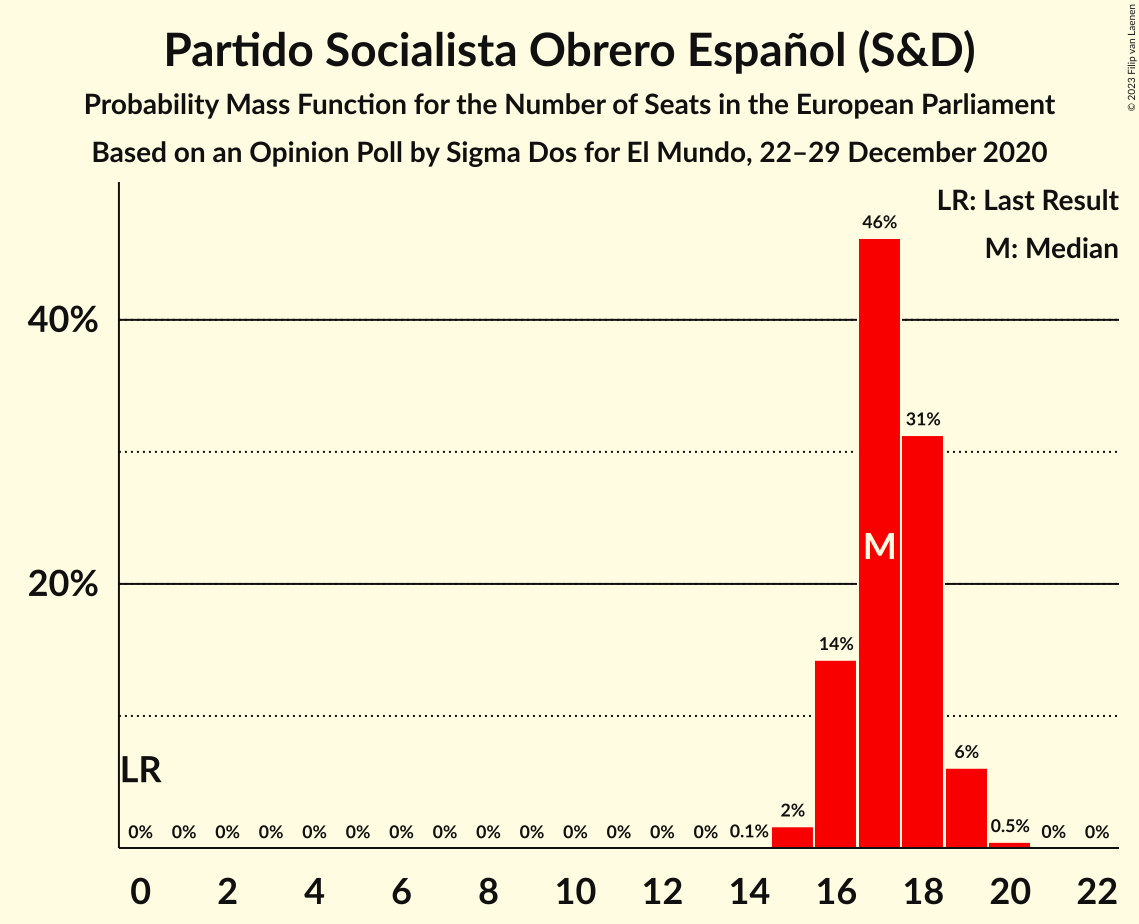 Partido Socialista Obrero Español (S&D)
Probability Mass Function for the Number of Seats in the European Parliament
Based on an Opinion Poll by Sigma Dos for El Mundo, 22–29 December 2020
© 2023 Filip van Laenen
LR: Last Result
M: Median
46%
40%
31%
M
20%
14%
6%
LR
2%
0% 0% 0% 0% 0% 0% 0% 0% 0% 0% 0% 0% 0% 0% 0.1% 0.5% 0% 0%
0 2 4 6 8 10 12 14 16 18 20 22